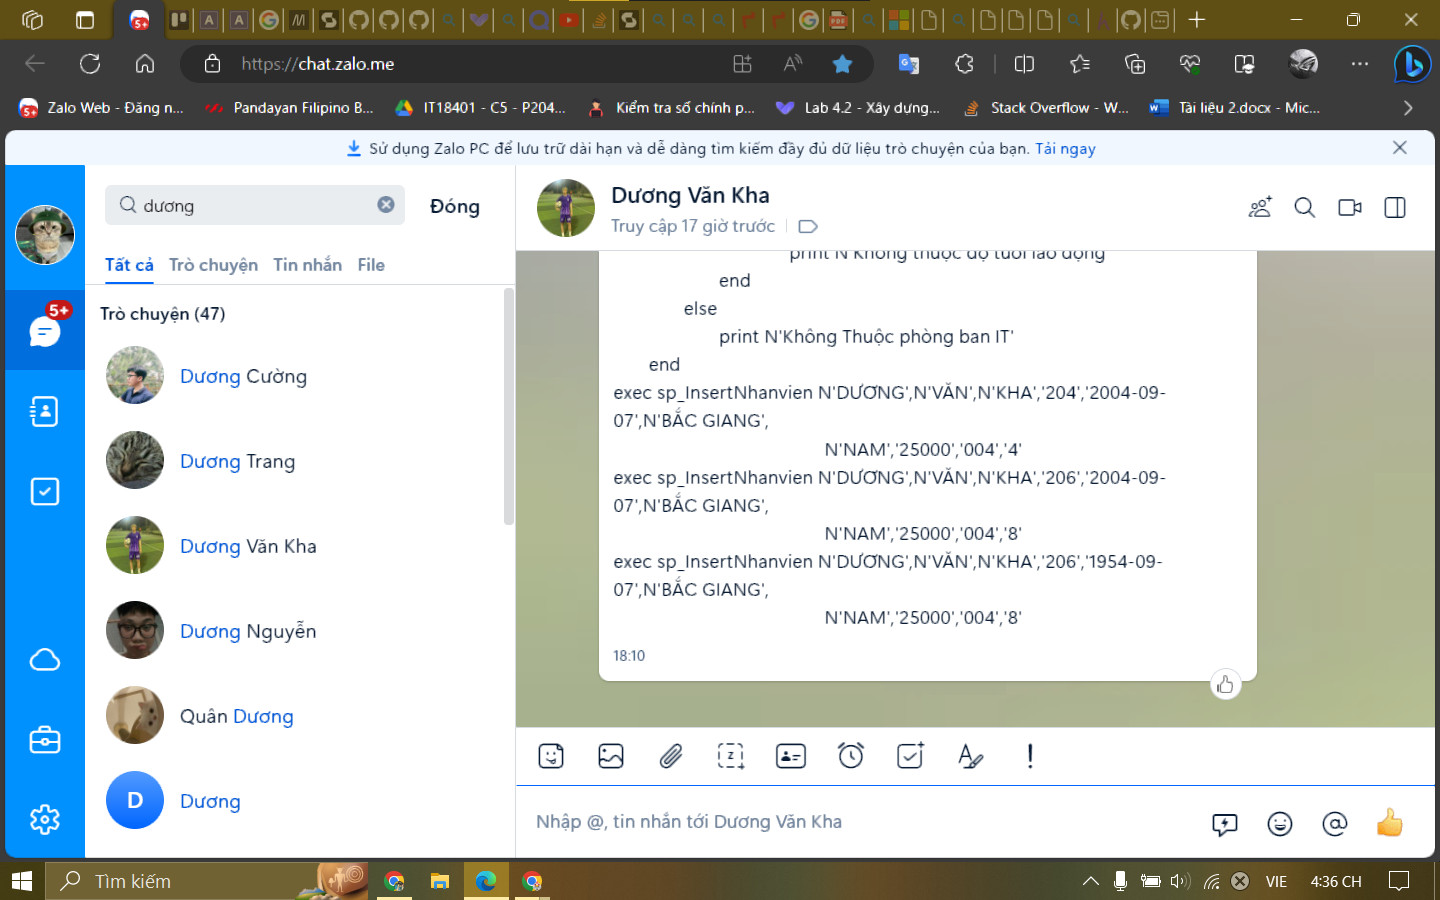 https://chat.zalo.me
Zalo Web - Đăng n...
Pandayan Filipino B...
IT18401 - C5 - P204...
Kiểm tra số chính p...
Lab 4.2 - Xây dựng...
Stack Overflow - W...
Tài liệu 2.docx - Mic...
Sử dụng Zalo PC để lưu trữ dài hạn và dễ dàng tìm kiếm đầy đủ dữ liệu trò chuyện của bạn. Tải ngay
dương
Đóng
Tất cả Trò chuyện Tin nhắn File
5+
Trò chuyện (47)
Dương Cường
Dương Trang
Dương Văn Kha
Dương Nguyễn
Quân Dương
D
Dương
Dương Văn Kha
Truy cập 17 giờ trước
print N'Không thuộc độ tuổi lao động
end
else
print N'Không Thuộc phòng ban IT'
end
exec sp_InsertNhanvien N'DƯƠNG',N'VĂN',N'KHA','204','2004-09-
07',N'BẮC GIANG',
N'NAM','25000','004','4'
exec sp_InsertNhanvien N'DƯƠNG',N'VĂN',N'KHA','206','2004-09-
07',N'BẮC GIANG',
N'NAM','25000','004','8'
exec sp_InsertNhanvien N'DƯƠNG',N'VĂN',N'KHA','206','1954-09-
07',N'BẮC GIANG',
N'NAM','25000','004','8'
18:10
Nhập @, tin nhắn tới Dương Văn Kha
Tìm kiếm
VIE
4:36 CH